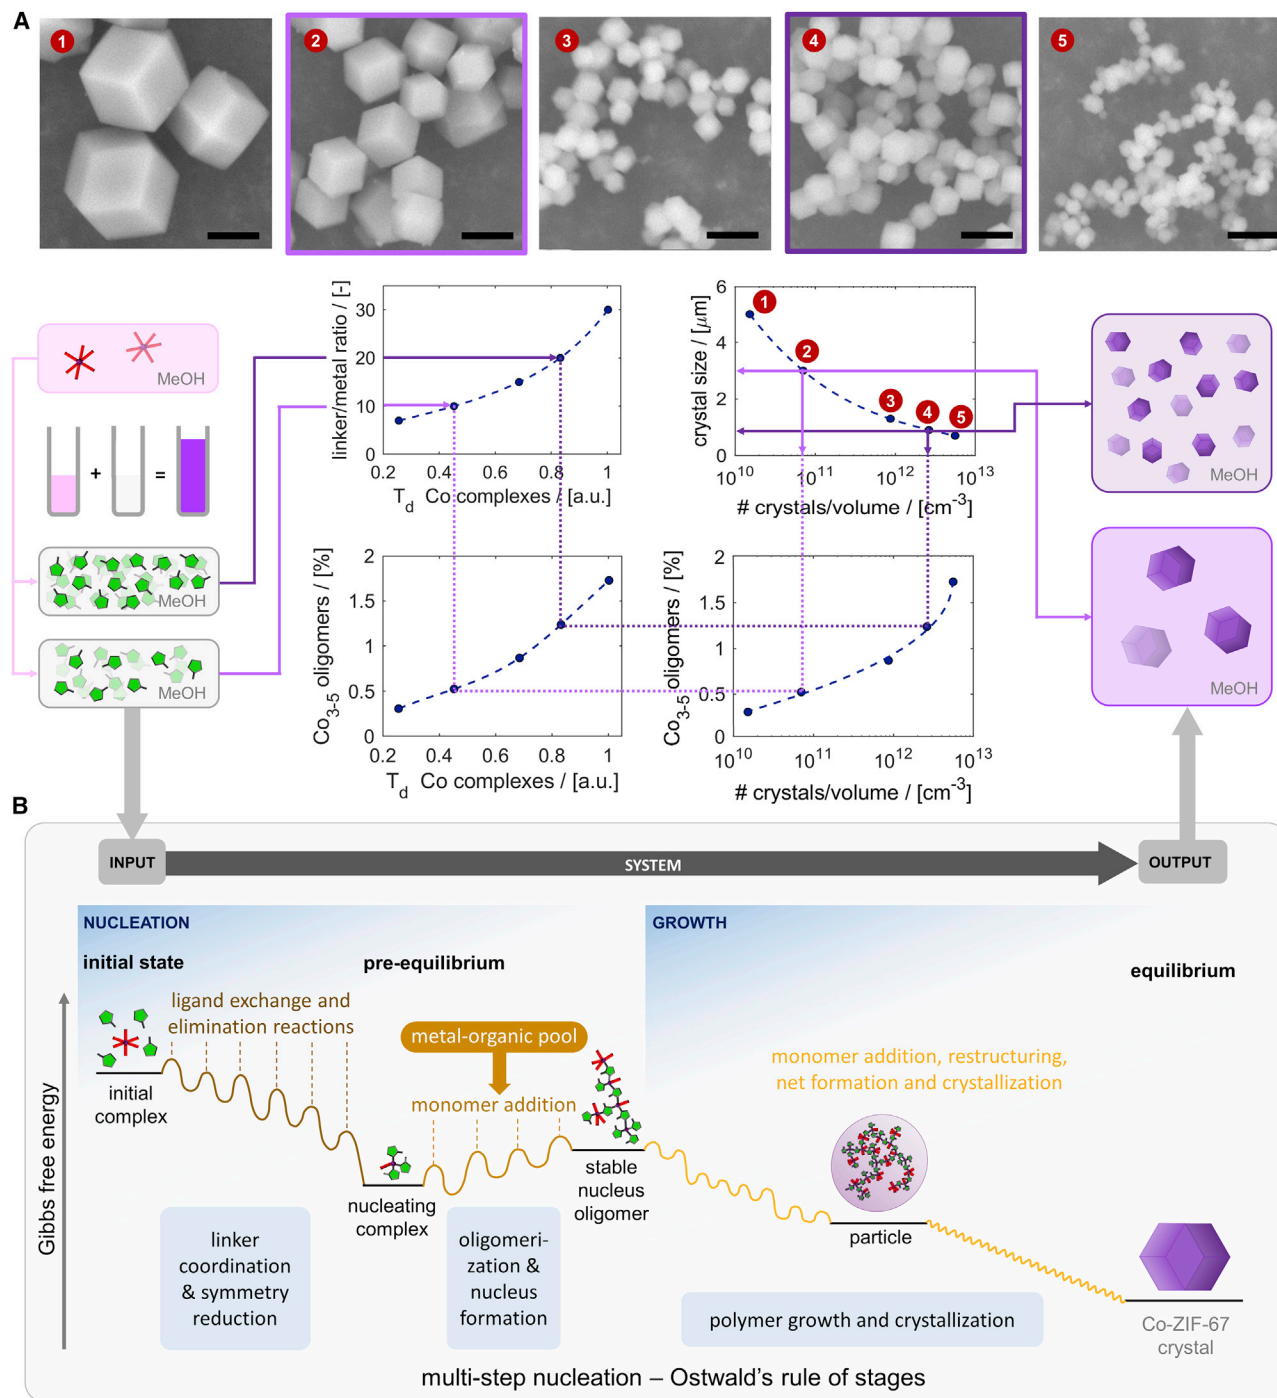 A
1
2
3
4
5
MeOH
+
=
MeOH
MeOH
linker/metal ratio / [-]
30
20
10
0
0.2 0.4 0.6 0.8 1
Td Co complexes / [a.u.]
crystal size / [μm]
6
4
2
0
1
2
3
4
5
10^10 10^11 10^12 10^13
# crystals/volume / [cm^-3]
MeOH
Co3-5 oligomers / [%]
2
1.5
1
0.5
0
0.2 0.4 0.6 0.8 1
Td Co complexes / [a.u.]
Co3-5 oligomers / [%]
2
1.5
1
0.5
0
10^10 10^11 10^12 10^13
# crystals/volume / [cm^-3]
MeOH
B
INPUT
SYSTEM
OUTPUT
NUCLEATION
GROWTH
initial state
pre-equilibrium
equilibrium
Gibbs free energy
ligand exchange and
elimination reactions
metal-organic pool
monomer addition
monomer addition, restructuring,
net formation and crystallization
initial
complex
nucleating
complex
stable
nucleus
oligomer
particle
Co-ZIF-67
crystal
linker
coordination
& symmetry
reduction
oligomeri-
zation &
nucleus
formation
polymer growth and crystallization
multi-step nucleation – Ostwald's rule of stages